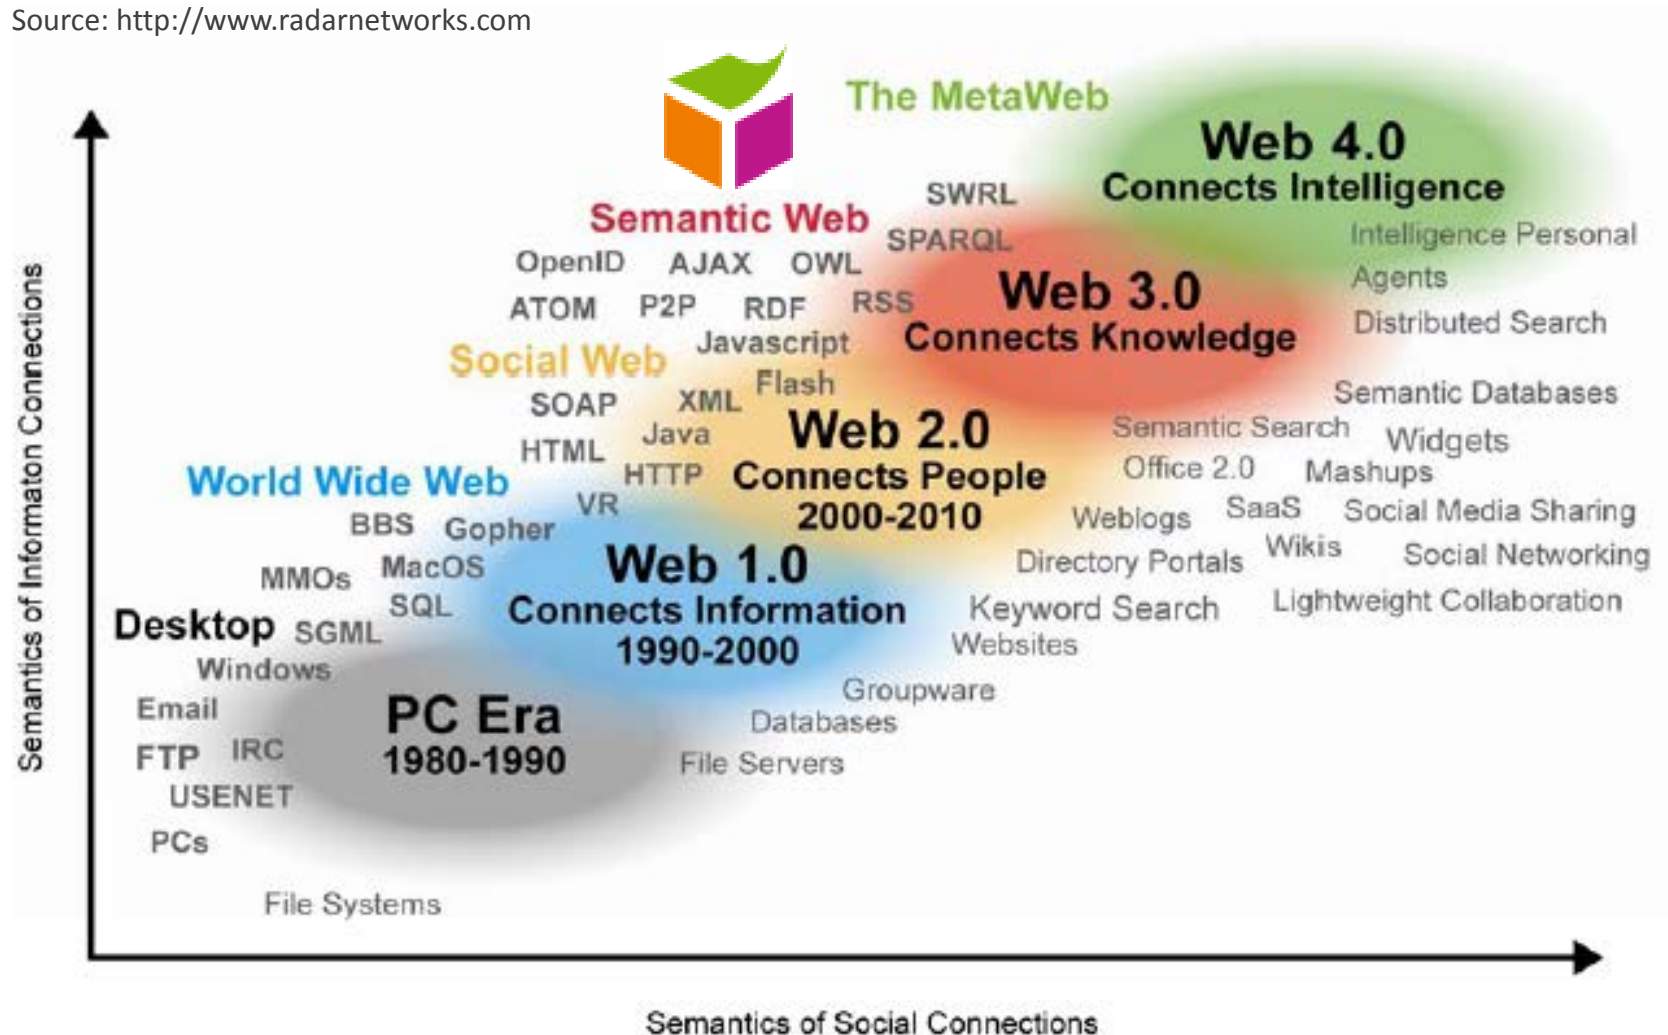 Source: http://www.radarnetworks.com
The MetaWeb
Web 4.0
Connects Intelligence
SWRL
Semantic Web
SPARQL
Intelligence Personal
Agents
OpenID AJAX OWL
Web 3.0
Connects Knowledge
ATOM P2P RDF RSS
Distributed Search
Javascript
Social Web
Flash
Semantic Databases
SOAP XML
Web 2.0
Connects People
2000-2010
Semantic Search
Widgets
Java
HTML
HTTP
Office 2.0
Mashups
World Wide Web
VR
Weblogs
SaaS
Social Media Sharing
BBS Gopher
Web 1.0
Connects Information
1990-2000
Directory Portals
Wikis
Social Networking
MMOs MacOS
SQL
Keyword Search
Lightweight Collaboration
Desktop SGML
Websites
Windows
Groupware
Email
PC Era
1980-1990
Databases
FTP IRC
File Servers
USENET
PCs
File Systems
Semantics of Informaton Connections
Semantics of Social Connections